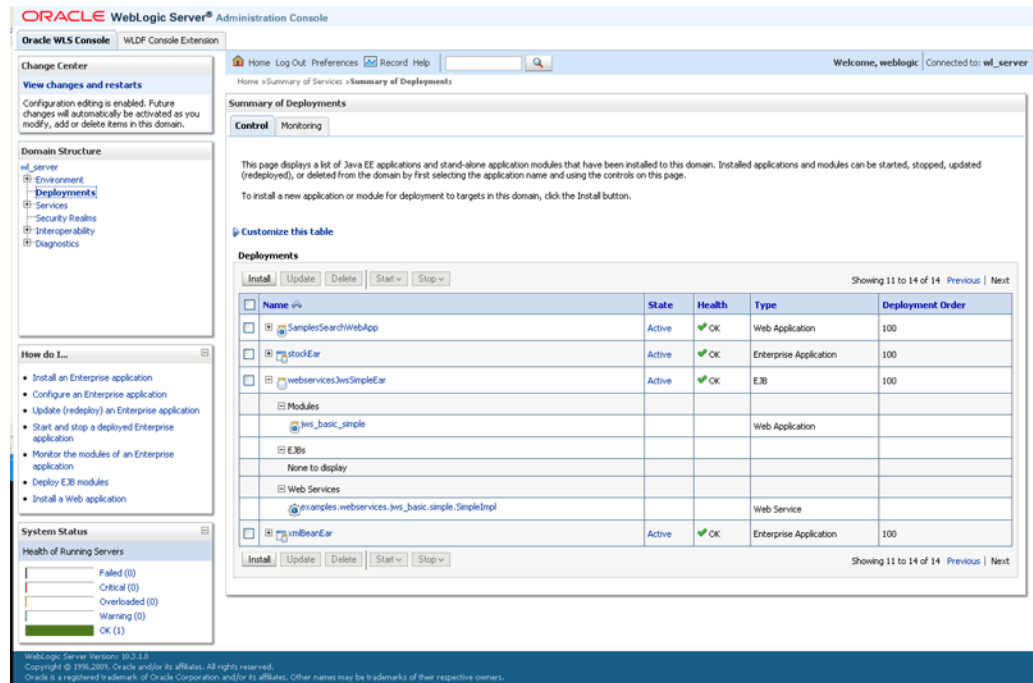 ORACLE WebLogic Server® Administration Console
Oracle WLS Console WLDF Console Extension
Change Center
View changes and restarts
Configuration editing is enabled. Future
changes will automatically be activated as you
modify, add or delete items in this domain.
Domain Structure
wl_server
Environment
Deployments
Services
Security Realms
Interoperability
Diagnostics
How do I...
Install an Enterprise application
Configure an Enterprise application
Update (redeploy) an Enterprise application
Start and stop a deployed Enterprise
application
Monitor the modules of an Enterprise
application
Deploy EJB modules
Install a Web application
System Status
Health of Running Servers
Failed (0)
Critical (0)
Overloaded (0)
Warning (0)
OK (1)
Home Log Out Preferences Record Help
Welcome, weblogic Connected to: wl_server
Home >Summary of Services >Summary of Deployments
Summary of Deployments
Control Monitoring
This page displays a list of Java EE applications and stand-alone application modules that have been installed to this domain. Installed applications and modules can be started, stopped, updated
(redeployed), or deleted from the domain by first selecting the application name and using the controls on this page.
To install a new application or module for deployment to targets in this domain, click the Install button.
Customize this table
Deployments
Install Update Delete Start Stop Showing 11 to 14 of 14 Previous | Next
Name State Health Type Deployment Order
SamplesSearchWebApp Active OK Web Application 100
stockEar Active OK Enterprise Application 100
webservicesJwsSimpleEar Active OK EJB 100
Modules
jws_basic_simple Web Application
EJBs
None to display
Web Services
examples.webservices.jws_basic.simple.SimpleImpl Web Service
xmlBeanEar Active OK Enterprise Application 100
Install Update Delete Start Stop Showing 11 to 14 of 14 Previous | Next
WebLogic Server Version: 10.3.1.0
Copyright © 1996,2009, Oracle and/or its affiliates. All rights reserved.
Oracle is a registered trademark of Oracle Corporation and/or its affiliates. Other names may be trademarks of their respective owners.